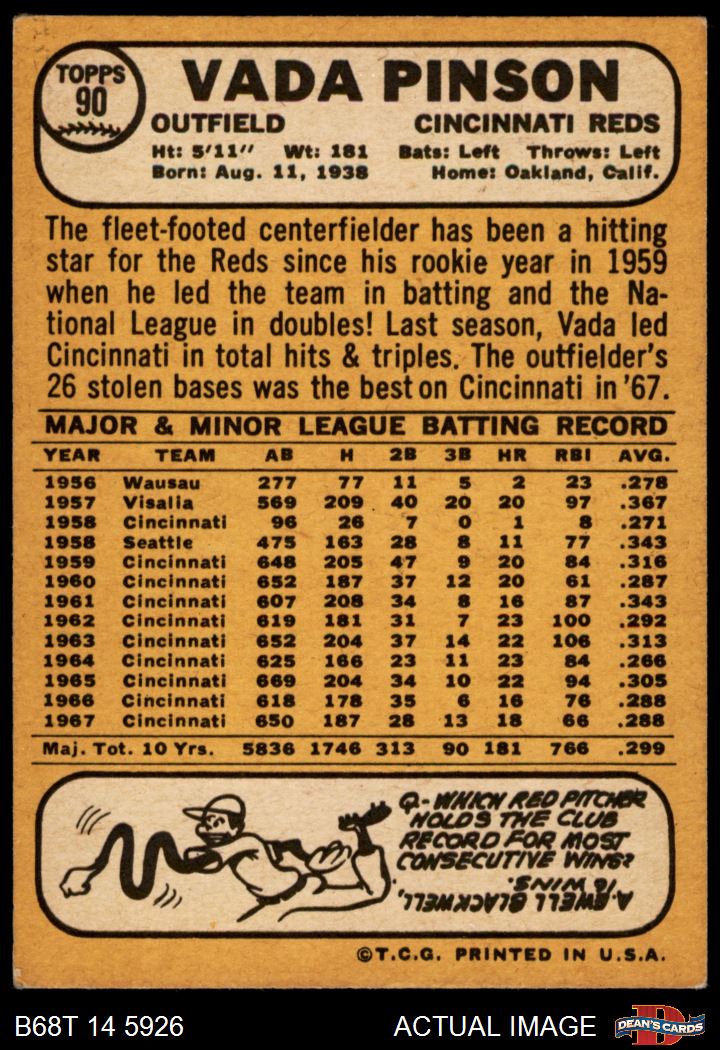 TOPPS
90
VADA PINSON
OUTFIELD CINCINNATI REDS
Ht: 5'11" Wt: 181 Bats: Left Throws: Left
Born: Aug. 11, 1938 Home: Oakland, Calif.
The fleet-footed centerfielder has been a hitting
star for the Reds since his rookie year in 1959
when he led the team in batting and the Na-
tional League in doubles! Last season, Vada led
Cincinnati in total hits & triples. The outfielder's
26 stolen bases was the best on Cincinnati in '67.
MAJOR & MINOR LEAGUE BATTING RECORD
YEAR TEAM AB H 2B 3B HR RBI AVG.
1956 Wausau 277 77 11 5 2 23 .278
1957 Visalia 569 209 40 20 20 97 .367
1958 Cincinnati 96 26 7 0 1 8 .271
1958 Seattle 475 163 28 8 11 77 .343
1959 Cincinnati 648 205 47 9 20 84 .316
1960 Cincinnati 652 187 37 12 20 61 .287
1961 Cincinnati 607 208 34 8 16 87 .343
1962 Cincinnati 619 181 31 7 23 100 .292
1963 Cincinnati 652 204 37 14 22 106 .313
1964 Cincinnati 625 166 23 11 23 84 .266
1965 Cincinnati 669 204 34 10 22 94 .305
1966 Cincinnati 618 178 35 6 16 76 .288
1967 Cincinnati 650 187 28 13 18 66 .288
Maj. Tot. 10 Yrs. 5836 1746 313 90 181 766 .299
Q- WHICH RED PITCHER
HOLDS THE CLUB
RECORD FOR MOST
CONSECUTIVE WINS?
A. EWELL BLACKWELL,
16 WINS.
©T.C.G. PRINTED IN U.S.A.
B68T 14 5926 ACTUAL IMAGE DEAN'S CARDS